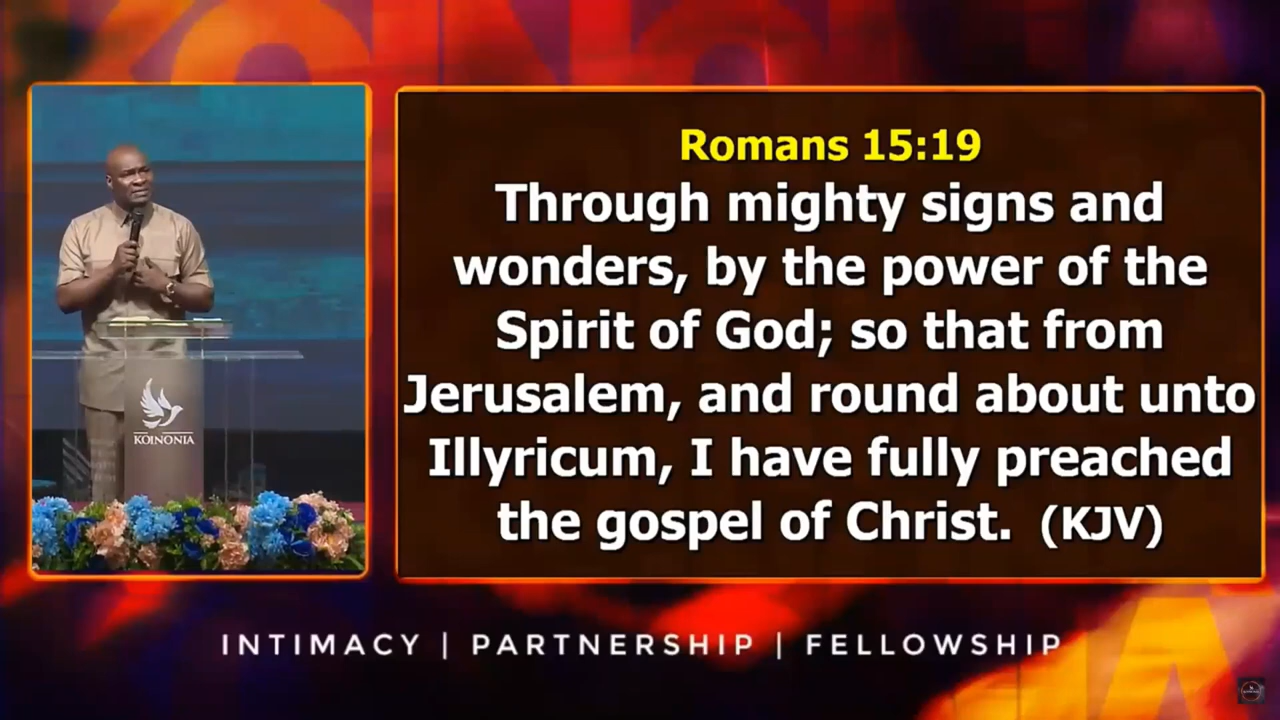 KOINONIA
Romans 15:19
Through mighty signs and
wonders, by the power of the
Spirit of God; so that from
Jerusalem, and round about unto
Illyricum, I have fully preached
the gospel of Christ. (KJV)
INTIMACY | PARTNERSHIP | FELLOWSHIP